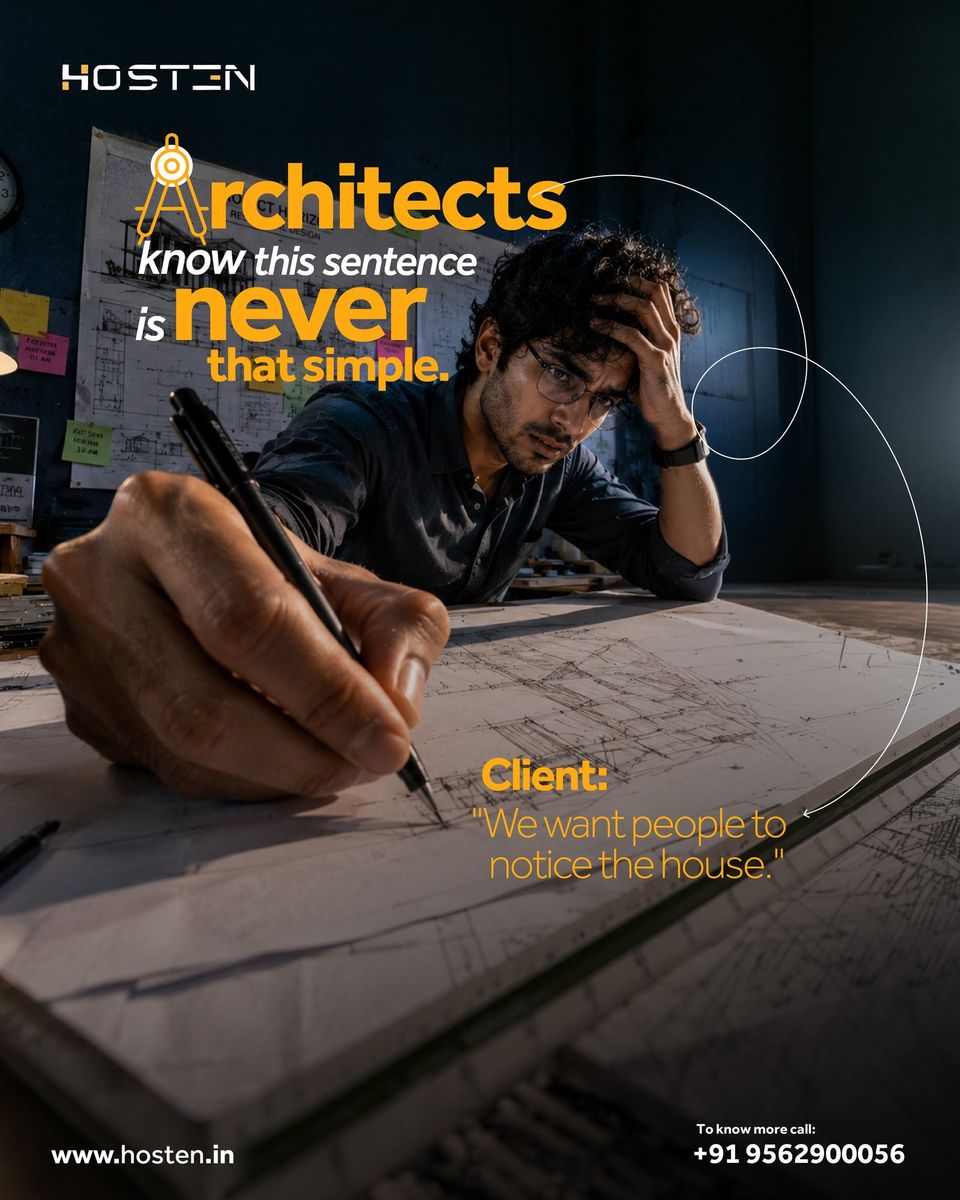 HOSTEN
Architects
know this sentence
is never
that simple.
Client:
"We want people to
notice the house."
To know more call:
www.hosten.in
+91 9562900056